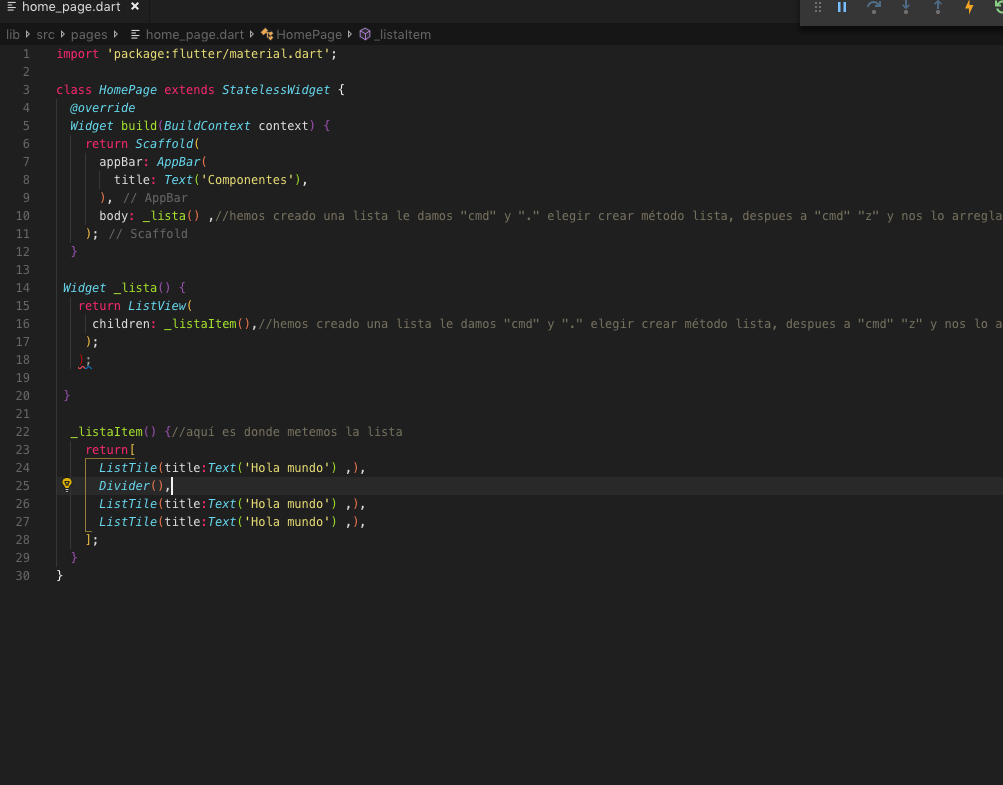 home_page.dart
lib src pages home_page.dart HomePage _listaItem
1 import 'package:flutter/material.dart';
2
3 class HomePage extends StatelessWidget {
4 @override
5 Widget build(BuildContext context) {
6 return Scaffold(
7 appBar: AppBar(
8 title: Text('Componentes'),
9 ), // AppBar
10 body: _lista() ,//hemos creado una lista le damos "cmd" y "." elegir crear método lista, despues a "cmd" "z" y nos lo arregla
11 ); // Scaffold
12 }
13
14 Widget _lista() {
15 return ListView(
16 children: _listaItem(),//hemos creado una lista le damos "cmd" y "." elegir crear método lista, despues a "cmd" "z" y nos lo a
17 );
18 );
19
20 }
21
22 _listaItem() {//aquí es donde metemos la lista
23 return[
24 ListTile(title:Text('Hola mundo') ,),
25 Divider(),
26 ListTile(title:Text('Hola mundo') ,),
27 ListTile(title:Text('Hola mundo') ,),
28 ];
29 }
30 }